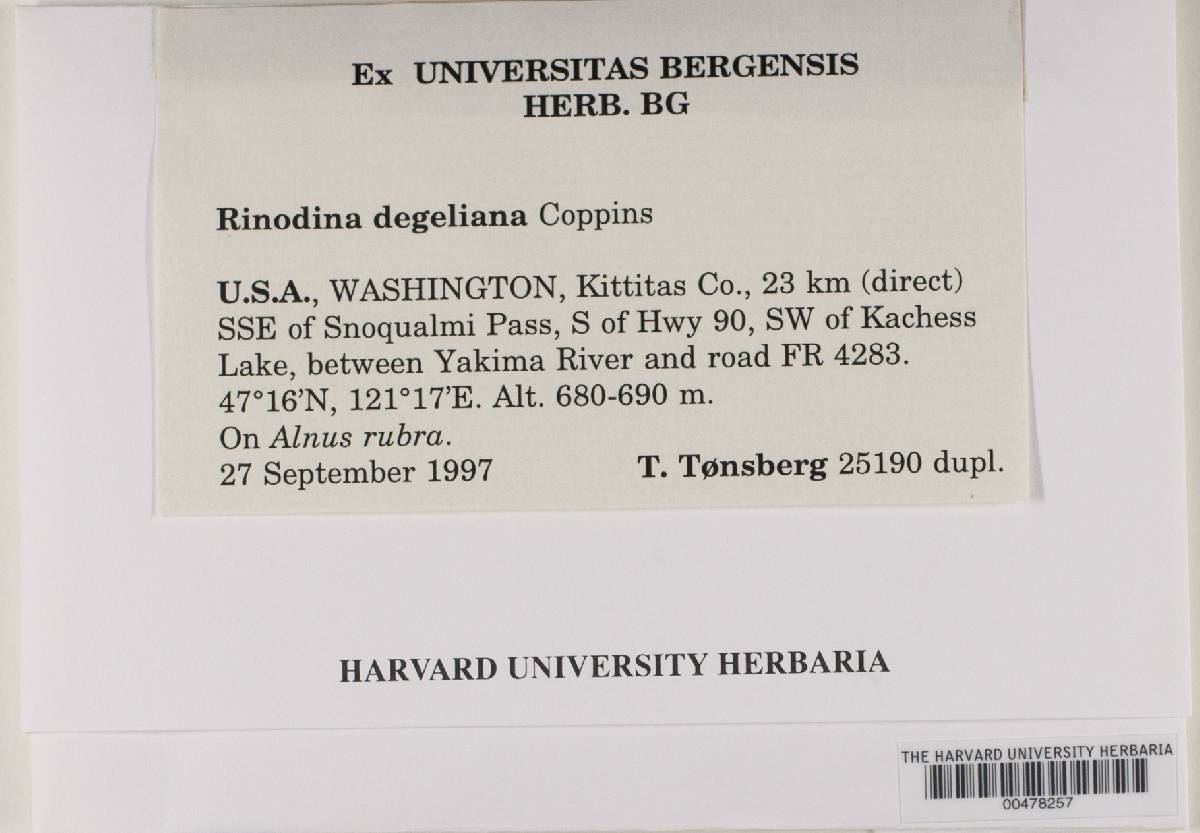 Ex UNIVERSITAS BERGENSIS
HERB. BG
Rinodina degeliana Coppins
U.S.A., WASHINGTON, Kittitas Co., 23 km (direct)
SSE of Snoqualmi Pass, S of Hwy 90, SW of Kachess
Lake, between Yakima River and road FR 4283.
47°16'N, 121°17'E. Alt. 680-690 m.
On Alnus rubra.
27 September 1997 T. Tønsberg 25190 dupl.
HARVARD UNIVERSITY HERBARIA
THE HARVARD UNIVERSITY HERBARIA
00478257